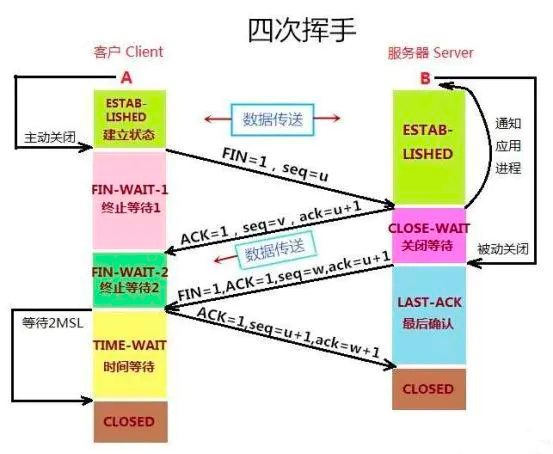 四次挥手
客户 Client
服务器 Server
A
B
ESTAB-
LISHED
建立状态
主动关闭
数据传送
ESTAB-
LISHED
通知
应用
进程
FIN=1，seq=u
FIN-WAIT-1
终止等待1
ACK=1，seq=v，ack=u+1
CLOSE-WAIT
关闭等待
数据传送
被动关闭
FIN-WAIT-2
终止等待2
FIN=1,ACK=1,seq=w,ack=u+1
LAST-ACK
最后确认
等待2MSL
ACK=1,seq=u+1,ack=w+1
TIME-WAIT
时间等待
CLOSED
CLOSED